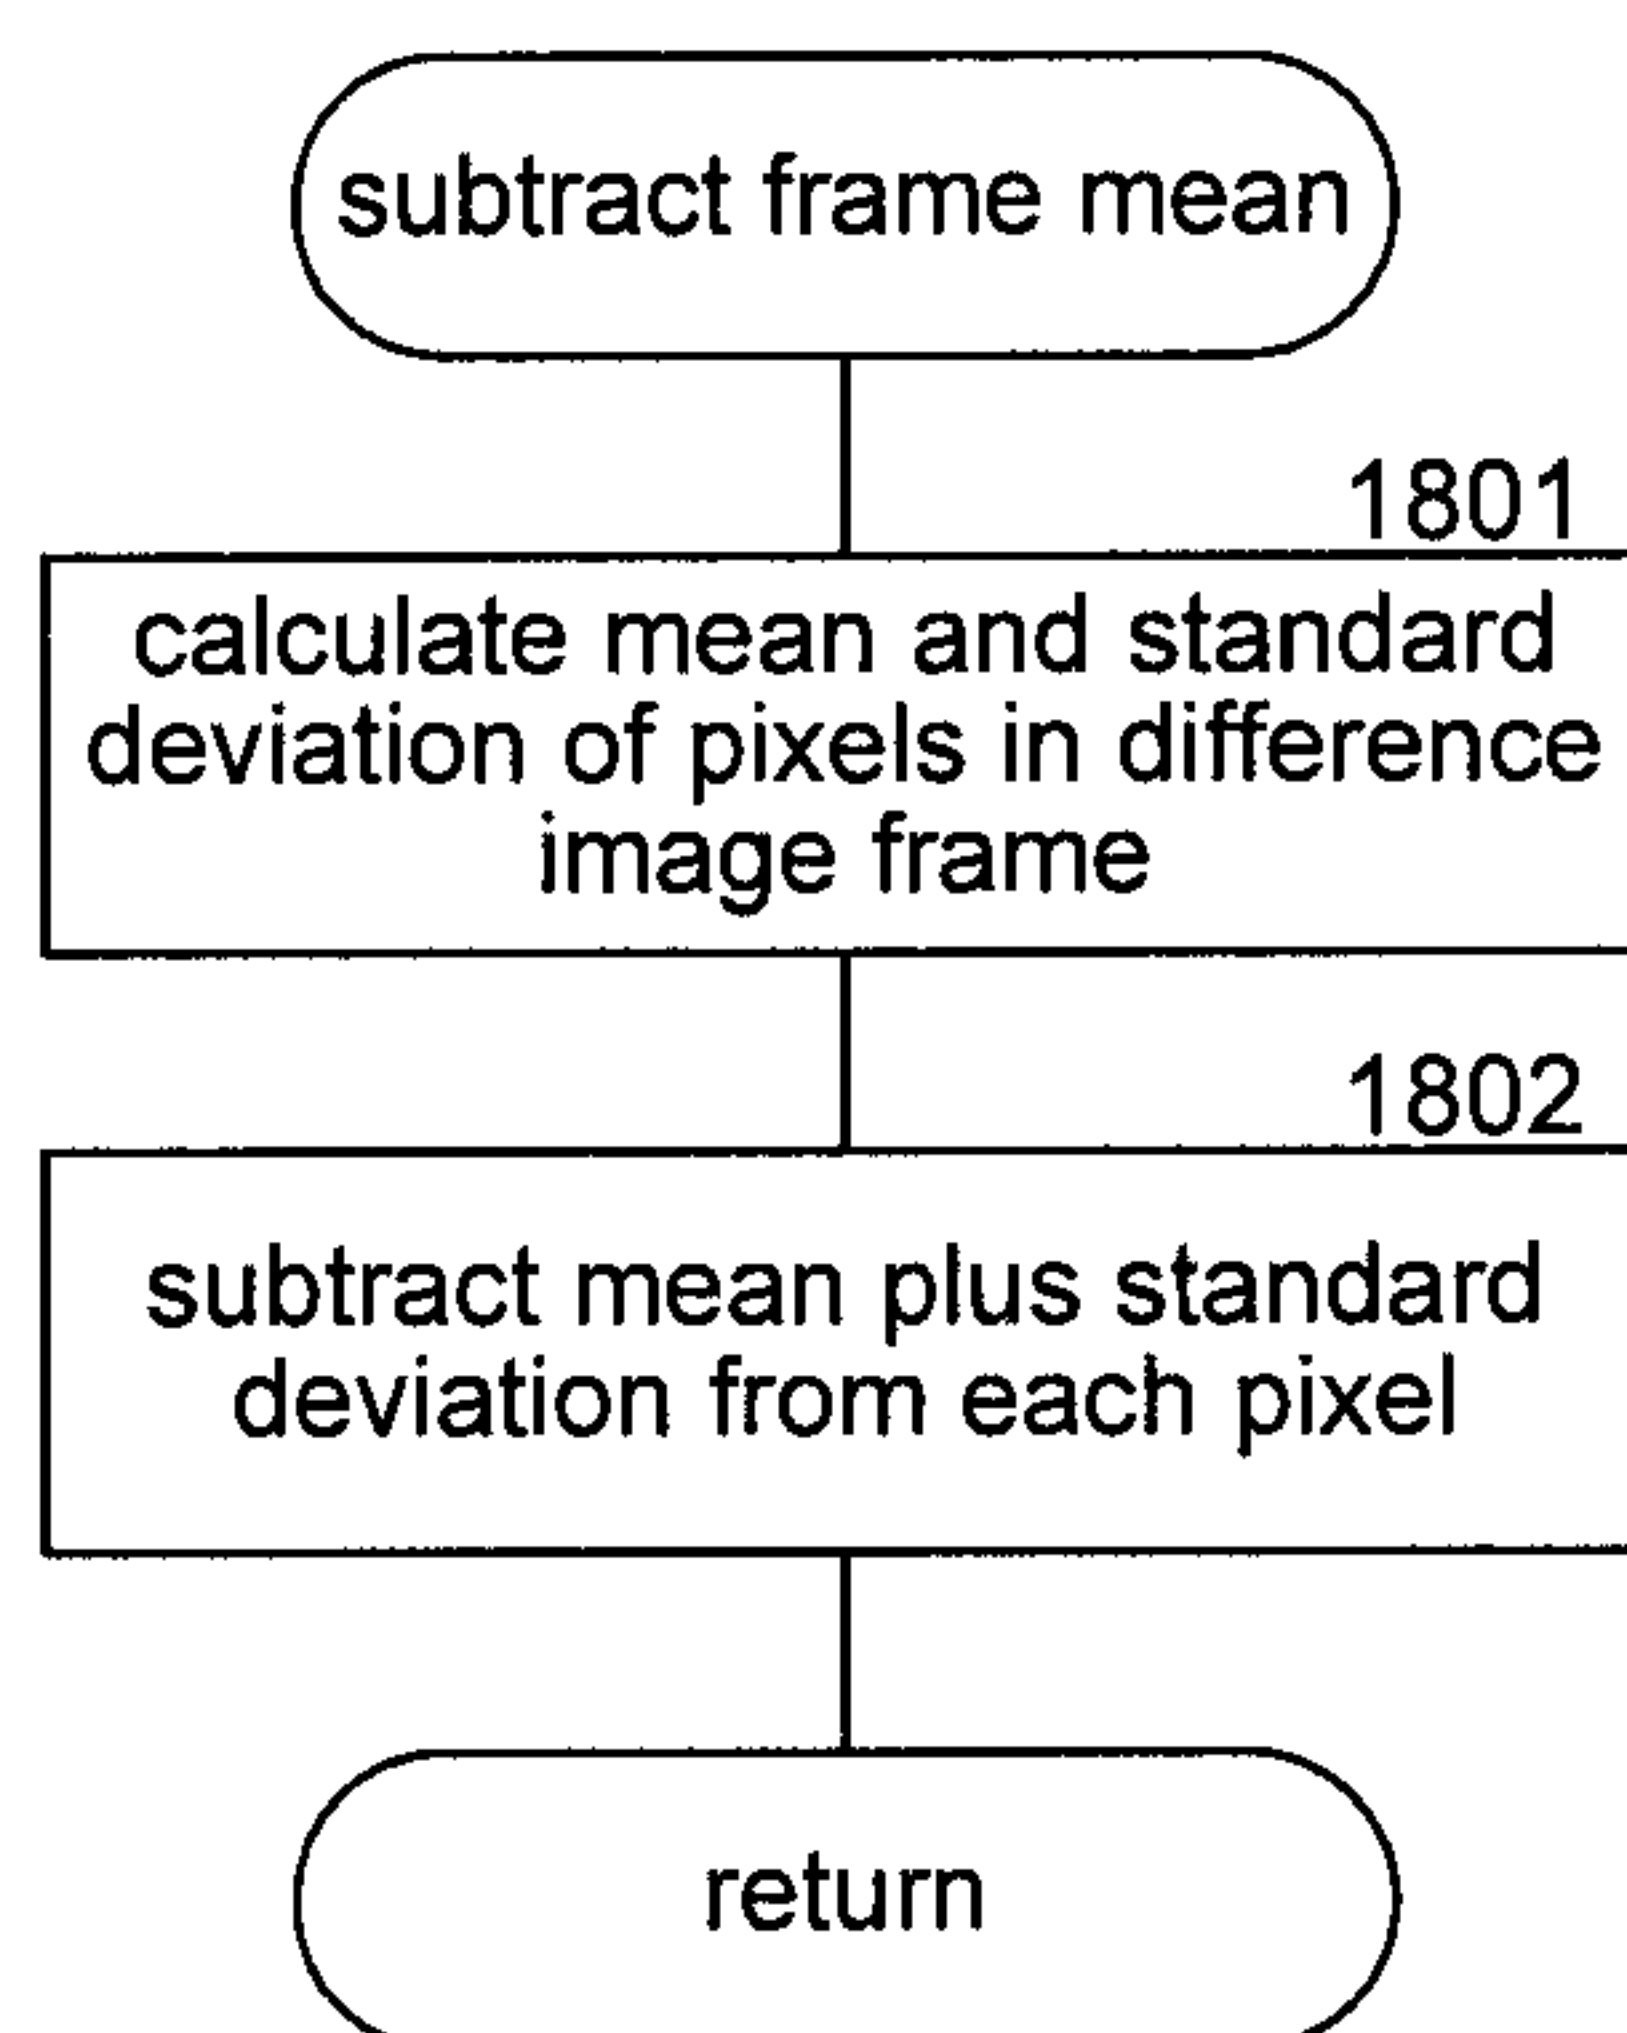 subtract frame mean
1801
calculate mean and standard
deviation of pixels in difference
image frame
1802
subtract mean plus standard
deviation from each pixel
return